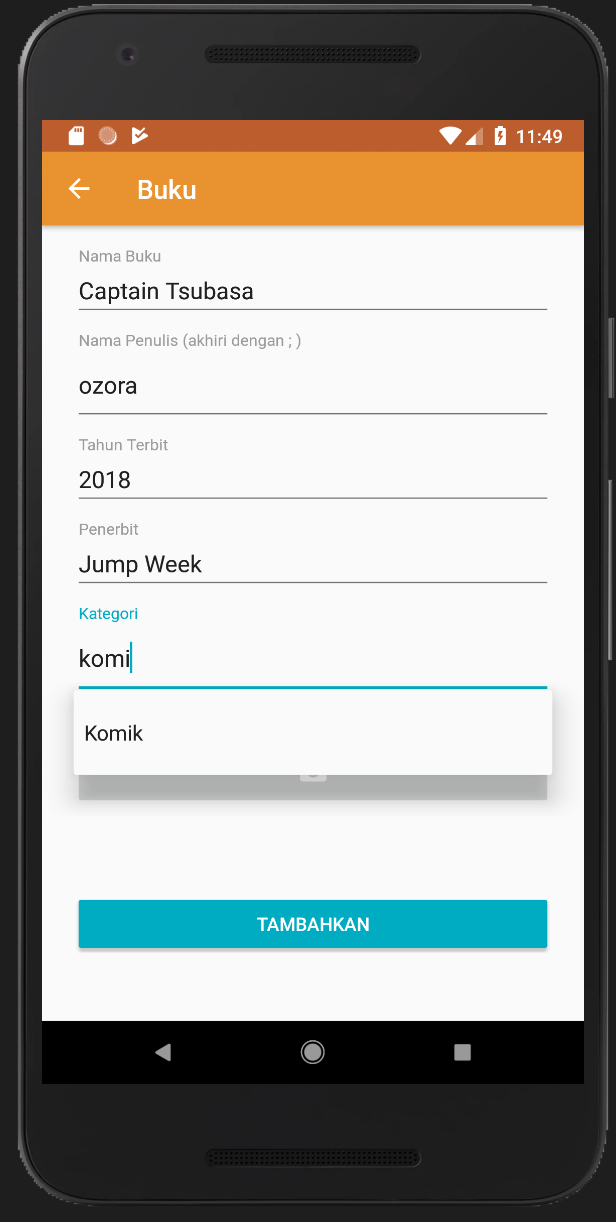 11:49
Buku
Nama Buku
Captain Tsubasa
Nama Penulis (akhiri dengan ; )
ozora
Tahun Terbit
2018
Penerbit
Jump Week
Kategori
komi
Komik
TAMBAHKAN